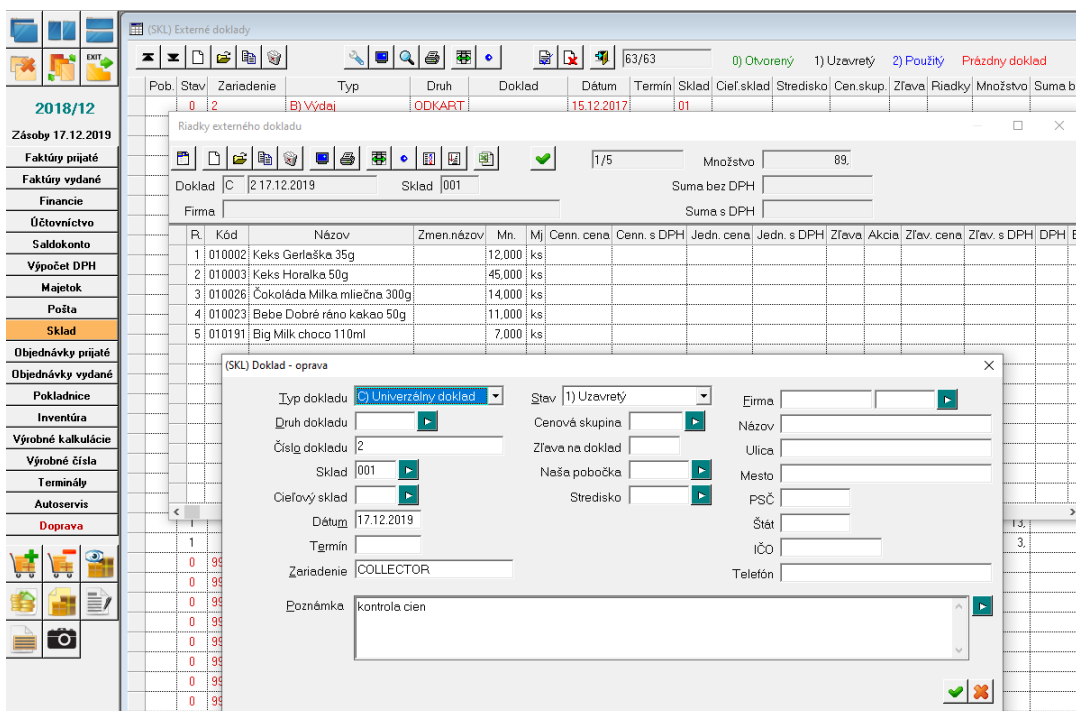 EXIT
2018/12
Zásoby 17.12.2019
Faktúry prijaté
Faktúry vydané
Financie
Účtovníctvo
Saldokonto
Výpočet DPH
Majetok
Pošta
Sklad
Objednávky prijaté
Objednávky vydané
Pokladnice
Inventúra
Výrobné kalkulácie
Výrobné čísla
Terminály
Autoservis
Doprava
(SKL) Externé doklady
63/63 0) Otvorený 1) Uzavretý 2) Použitý Prázdny doklad
Pob. Stav Zariadenie Typ Druh Doklad Dátum Termín Sklad Cieľ.sklad Stredisko Cen.skup. Zľava Riadky Množstvo Suma b
0 2 B) Výdaj ODKART 15.12.2017 01
Riadky externého dokladu
1/5 Množstvo 89,
Doklad C 2 17.12.2019 Sklad 001 Suma bez DPH
Firma Suma s DPH
R. Kód Názov Zmen.názov Mn. Mj Cenn. cena Cenn. s DPH Jedn. cena Jedn. s DPH Zľava Akcia Zľav. cena Zľav. s DPH DPH
1 010002 Keks Gerlaška 35g 12,000 ks
2 010003 Keks Horalka 50g 45,000 ks
3 010026 Čokoláda Milka mliečna 300g 14,000 ks
4 010023 Bebe Dobré ráno kakao 50g 11,000 ks
5 010191 Big Milk choco 110ml 7,000 ks
(SKL) Doklad - oprava
Typ dokladu C) Univerzálny doklad Stav 1) Uzavretý Firma
Druh dokladu Cenová skupina Názov
Číslo dokladu 2 Zľava na doklad Ulica
Sklad 001 Naša pobočka Mesto
Cieľový sklad Stredisko PSČ
Dátum 17.12.2019 Štát
Termín IČO
Zariadenie COLLECTOR Telefón
Poznámka kontrola cien
1 13,
1 3,
0 99
0 99
0 99
0 99
0 99
0 99
0 99
0 99